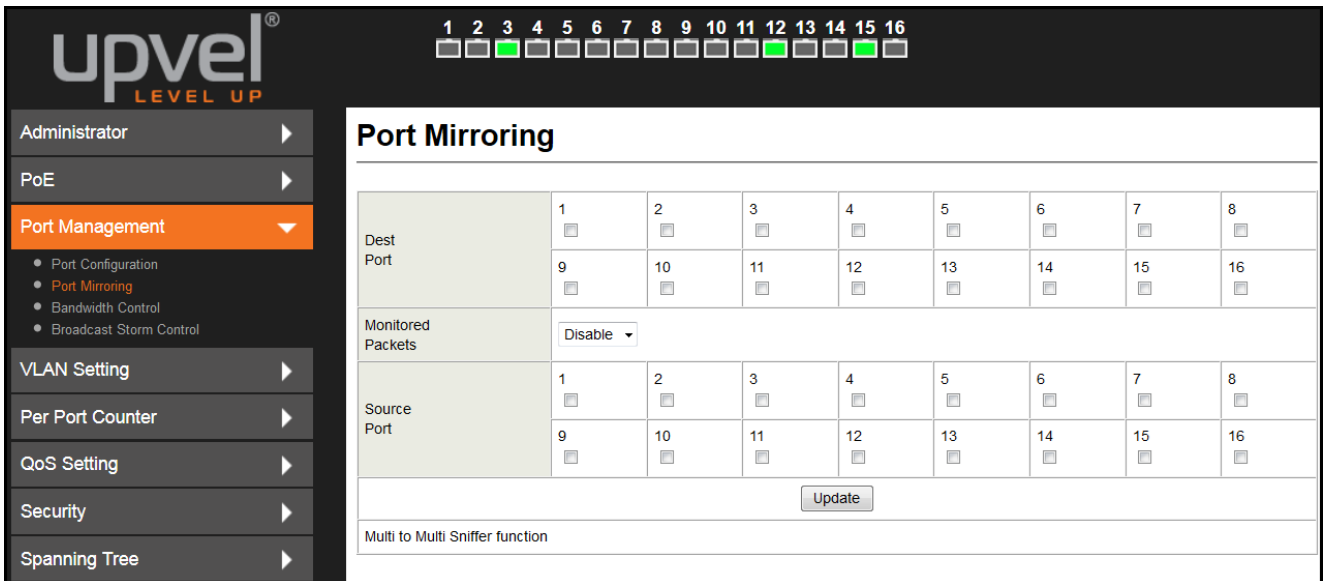 upvel®
LEVEL UP
1 2 3 4 5 6 7 8 9 10 11 12 13 14 15 16
Administrator
PoE
Port Management
Port Configuration
Port Mirroring
Bandwidth Control
Broadcast Storm Control
VLAN Setting
Per Port Counter
QoS Setting
Security
Spanning Tree
Port Mirroring
Dest
Port
1 2 3 4 5 6 7 8
9 10 11 12 13 14 15 16
Monitored
Packets
Disable
Source
Port
1 2 3 4 5 6 7 8
9 10 11 12 13 14 15 16
Update
Multi to Multi Sniffer function